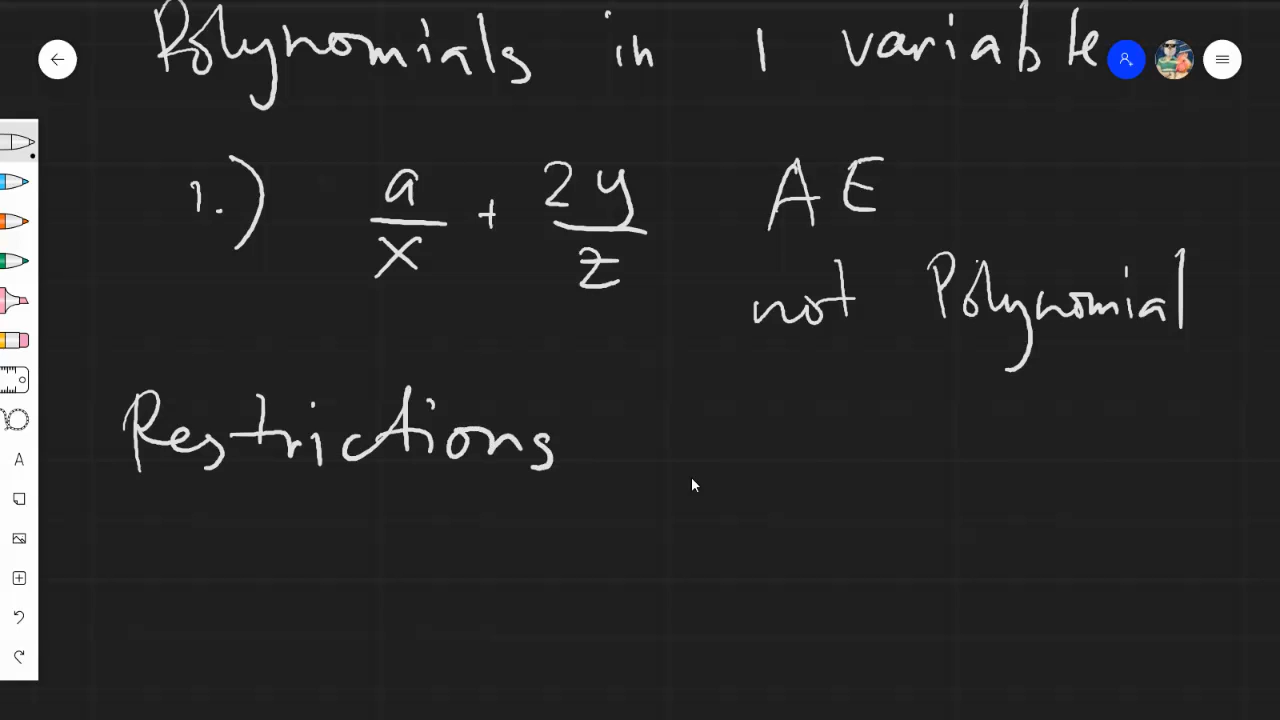 Polynomials in 1 variable
1.) a/x + 2y/z AE
not Polynomial
Restrictions
A